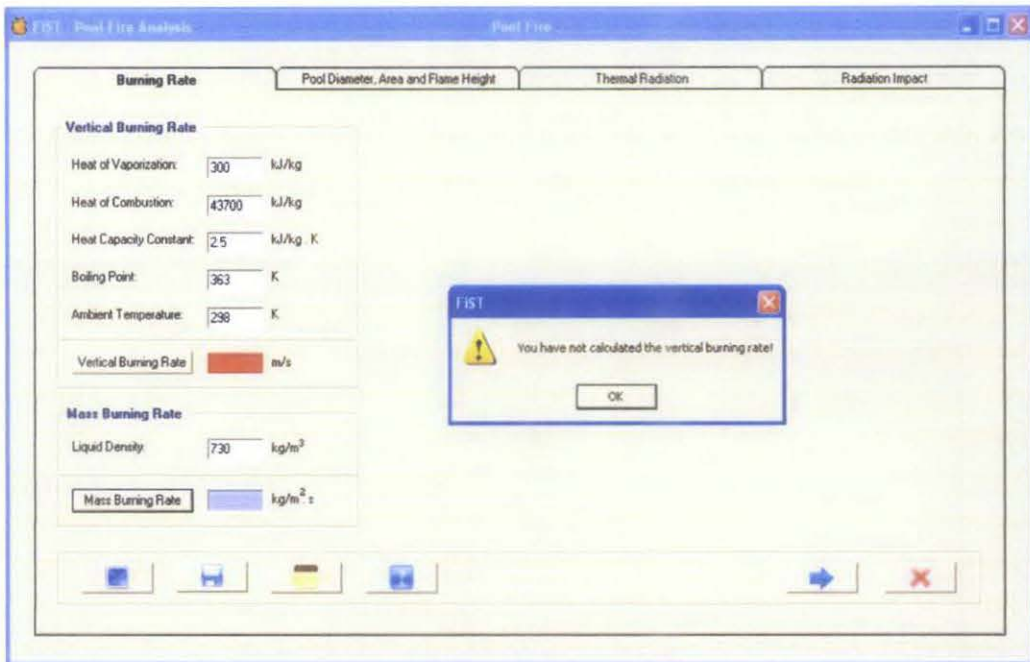 FiST - Pool Fire Analysis Pool Fire
Burning Rate Pool Diameter, Area and Flame Height Thermal Radiation Radiation Impact
Vertical Burning Rate
Heat of Vaporization: 300 kJ/kg
Heat of Combustion: 43700 kJ/kg
Heat Capacity Constant: 2.5 kJ/kg . K
Boiling Point: 363 K
Ambient Temperature: 298 K
Vertical Burning Rate m/s
FiST
You have not calculated the vertical burning rate!
OK
Mass Burning Rate
Liquid Density: 730 kg/m³
Mass Burning Rate kg/m² s